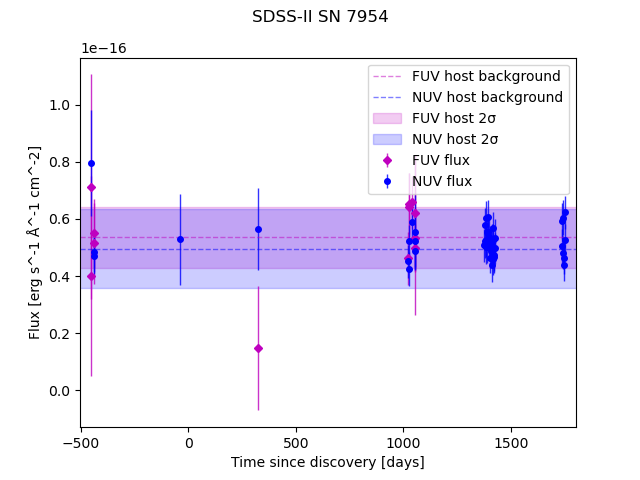 SDSS-II SN 7954
1e−16
FUV host background
NUV host background
FUV host 2σ
NUV host 2σ
FUV flux
NUV flux
1.0
0.8
0.6
0.4
0.2
0.0
Flux [erg s^-1 Å^-1 cm^-2]
−500 0 500 1000 1500
Time since discovery [days]